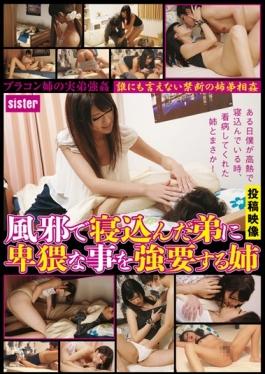 ブラコン姉の実弟強姦
誰にも言えない禁断の姉弟相姦
sister
ある日僕が高熱で
寝込んでいる時、
看病してくれた
姉とまさか…
投稿映像
風邪で寝込んだ弟に
卑猥な事を強要する姉